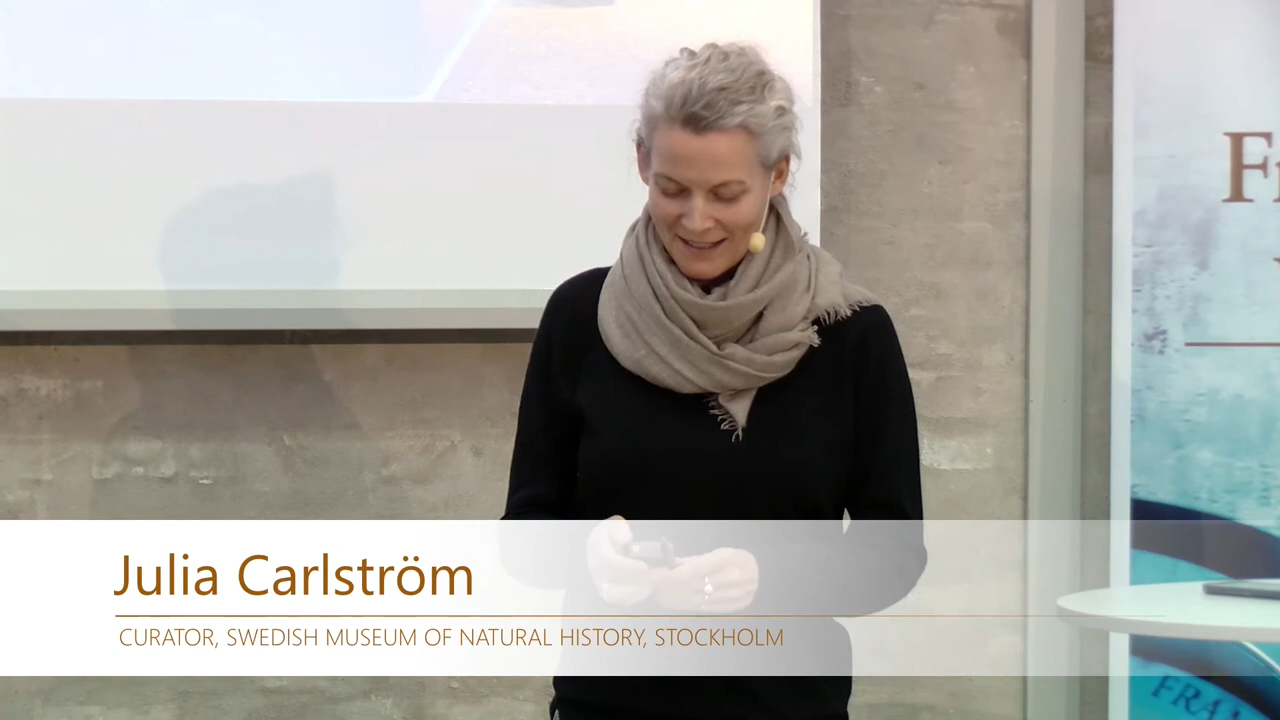 Julia Carlström
CURATOR, SWEDISH MUSEUM OF NATURAL HISTORY, STOCKHOLM